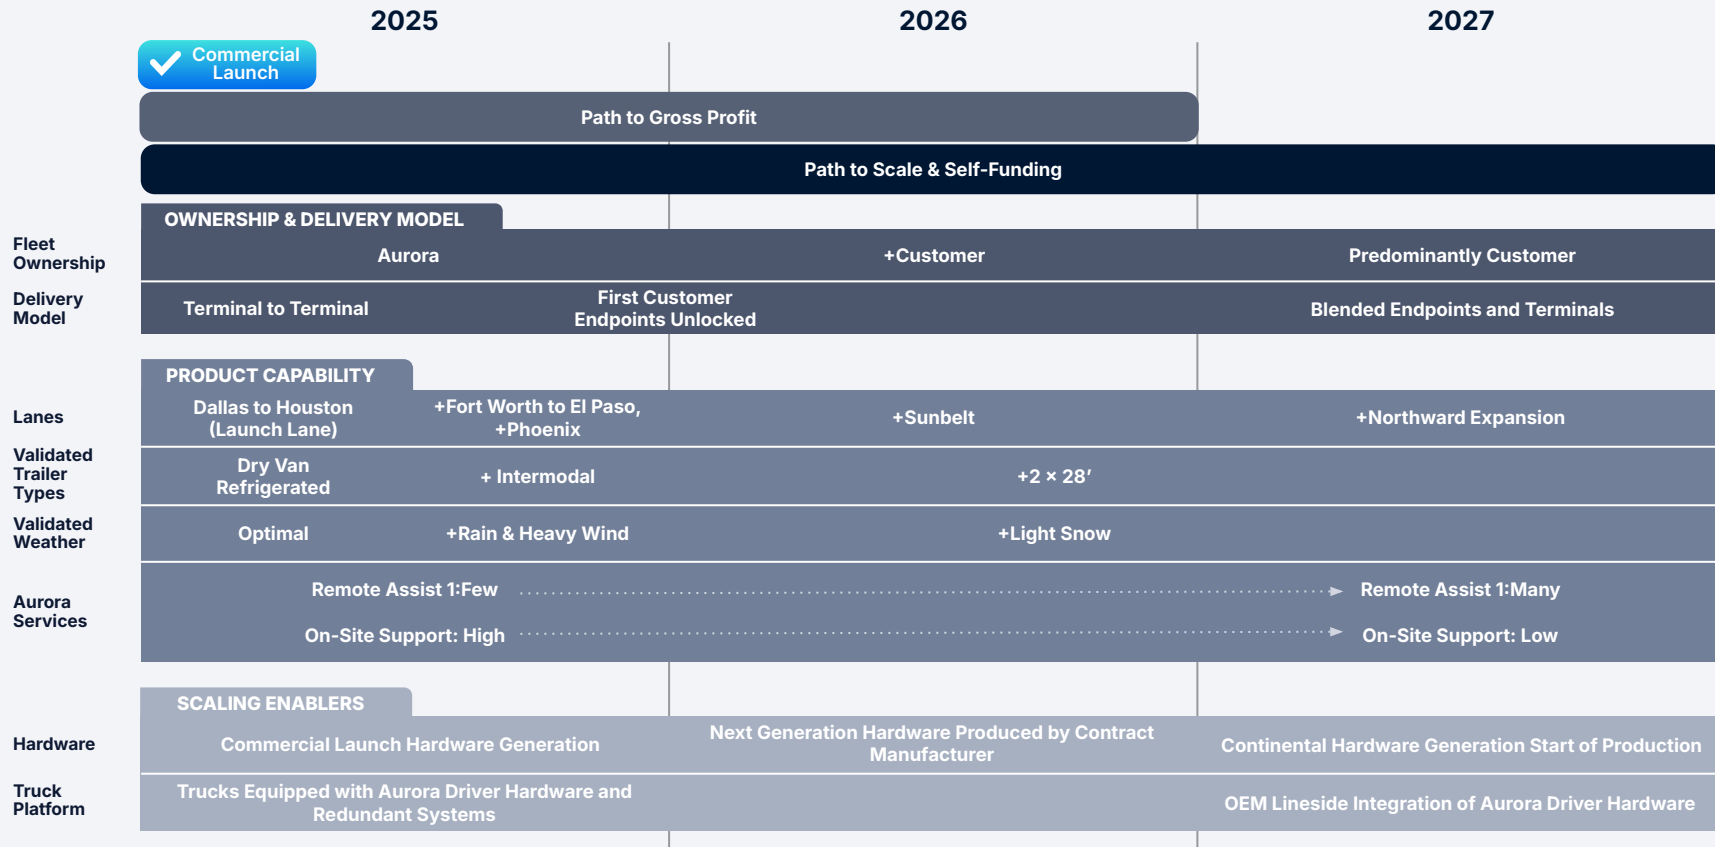 2025
2026
2027
Commercial
Launch
Path to Gross Profit
Path to Scale & Self-Funding
OWNERSHIP & DELIVERY MODEL
Fleet
Ownership
Aurora
+Customer
Predominantly Customer
Delivery
Model
Terminal to Terminal
First Customer
Endpoints Unlocked
Blended Endpoints and Terminals
PRODUCT CAPABILITY
Lanes
Dallas to Houston
(Launch Lane)
+Fort Worth to El Paso,
+Phoenix
+Sunbelt
+Northward Expansion
Validated
Trailer
Types
Dry Van
Refrigerated
+ Intermodal
+2 × 28’
Validated
Weather
Optimal
+Rain & Heavy Wind
+Light Snow
Aurora
Services
Remote Assist 1:Few
Remote Assist 1:Many
On-Site Support: High
On-Site Support: Low
SCALING ENABLERS
Hardware
Commercial Launch Hardware Generation
Next Generation Hardware Produced by Contract
Manufacturer
Continental Hardware Generation Start of Production
Truck
Platform
Trucks Equipped with Aurora Driver Hardware and
Redundant Systems
OEM Lineside Integration of Aurora Driver Hardware